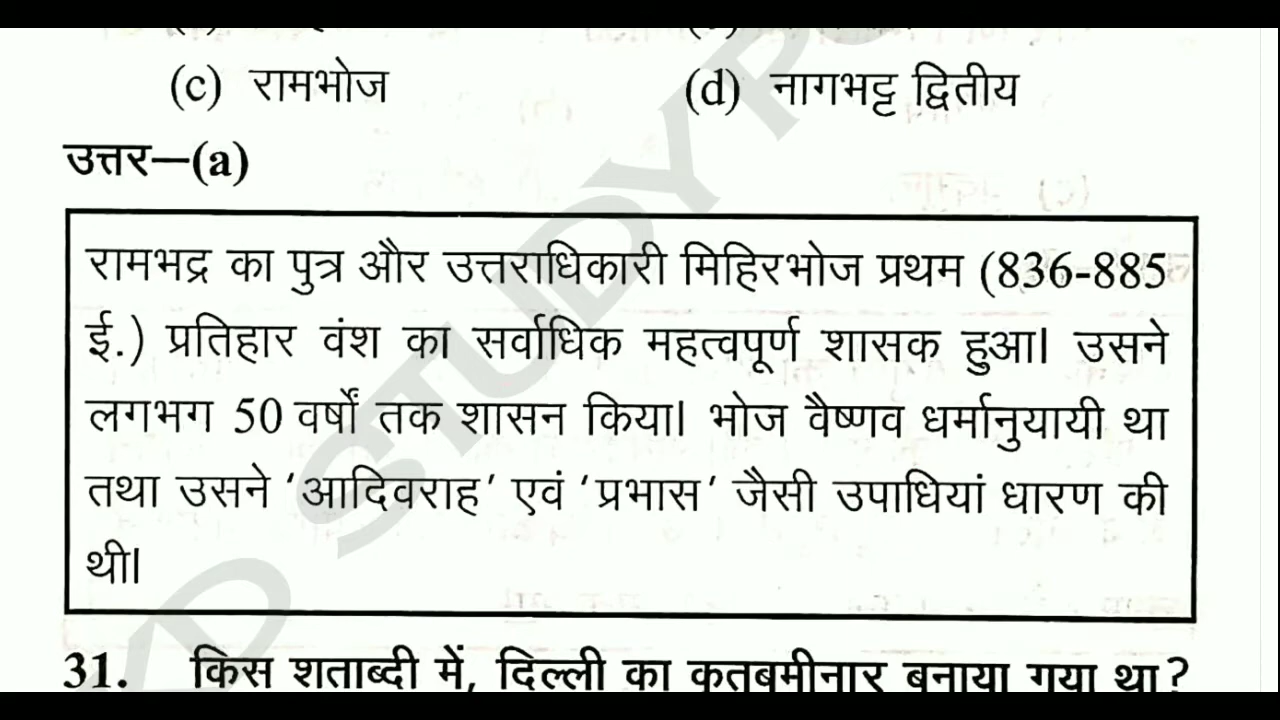 (c) रामभोज (d) नागभट्ट द्वितीय
उत्तर—(a)
रामभद्र का पुत्र और उत्तराधिकारी मिहिरभोज प्रथम (836-885
ई.) प्रतिहार वंश का सर्वाधिक महत्वपूर्ण शासक हुआ। उसने
लगभग 50 वर्षों तक शासन किया। भोज वैष्णव धर्मानुयायी था
तथा उसने ‘आदिवराह’ एवं ‘प्रभास’ जैसी उपाधियां धारण की
थी।
31. किस शताब्दी में, दिल्ली का कुतबमीनार बनाया गया था?